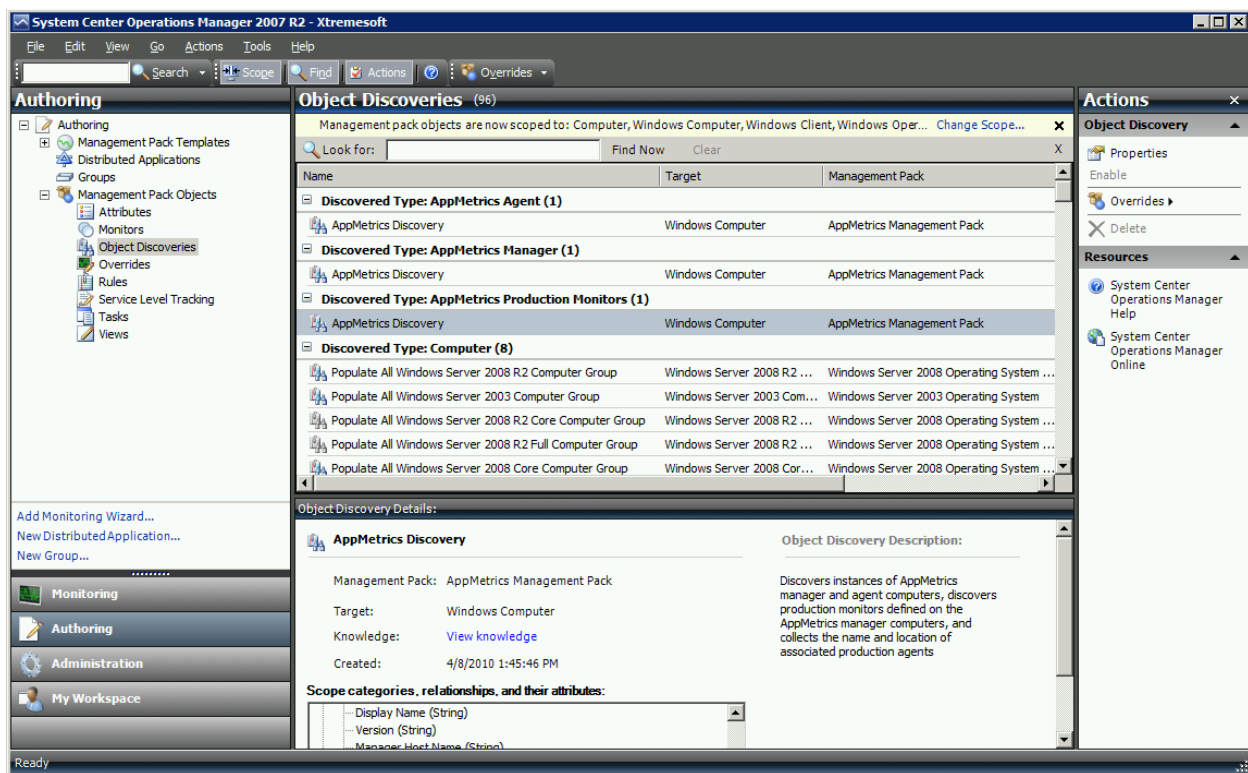 System Center Operations Manager 2007 R2 - Xtremesoft
File Edit View Go Actions Tools Help
Search Scope Find Actions Overrides
Authoring
Authoring
Management Pack Templates
Distributed Applications
Groups
Management Pack Objects
Attributes
Monitors
Object Discoveries
Overrides
Rules
Service Level Tracking
Tasks
Views
Add Monitoring Wizard...
New Distributed Application...
New Group...
Monitoring
Authoring
Administration
My Workspace
Object Discoveries (96)
Management pack objects are now scoped to: Computer, Windows Computer, Windows Client, Windows Oper... Change Scope...
Look for: Find Now Clear X
Name Target Management Pack
Discovered Type: AppMetrics Agent (1)
AppMetrics Discovery Windows Computer AppMetrics Management Pack
Discovered Type: AppMetrics Manager (1)
AppMetrics Discovery Windows Computer AppMetrics Management Pack
Discovered Type: AppMetrics Production Monitors (1)
AppMetrics Discovery Windows Computer AppMetrics Management Pack
Discovered Type: Computer (8)
Populate All Windows Server 2008 R2 Computer Group Windows Server 2008 R2 ... Windows Server 2008 Operating System ...
Populate All Windows Server 2003 Computer Group Windows Server 2003 Com... Windows Server 2003 Operating System
Populate All Windows Server 2008 R2 Core Computer Group Windows Server 2008 R2 ... Windows Server 2008 Operating System ...
Populate All Windows Server 2008 R2 Full Computer Group Windows Server 2008 R2 ... Windows Server 2008 Operating System ...
Populate All Windows Server 2008 Core Computer Group Windows Server 2008 Cor... Windows Server 2008 Operating System ...
Object Discovery Details:
AppMetrics Discovery
Management Pack: AppMetrics Management Pack
Target: Windows Computer
Knowledge: View knowledge
Created: 4/8/2010 1:45:46 PM
Scope categories, relationships, and their attributes:
Display Name (String)
Version (String)
Manager Host Name (String)
Object Discovery Description:
Discovers instances of AppMetrics
manager and agent computers, discovers
production monitors defined on the
AppMetrics manager computers, and
collects the name and location of
associated production agents
Actions
Object Discovery
Properties
Enable
Overrides
Delete
Resources
System Center
Operations Manager
Help
System Center
Operations Manager
Online
Ready